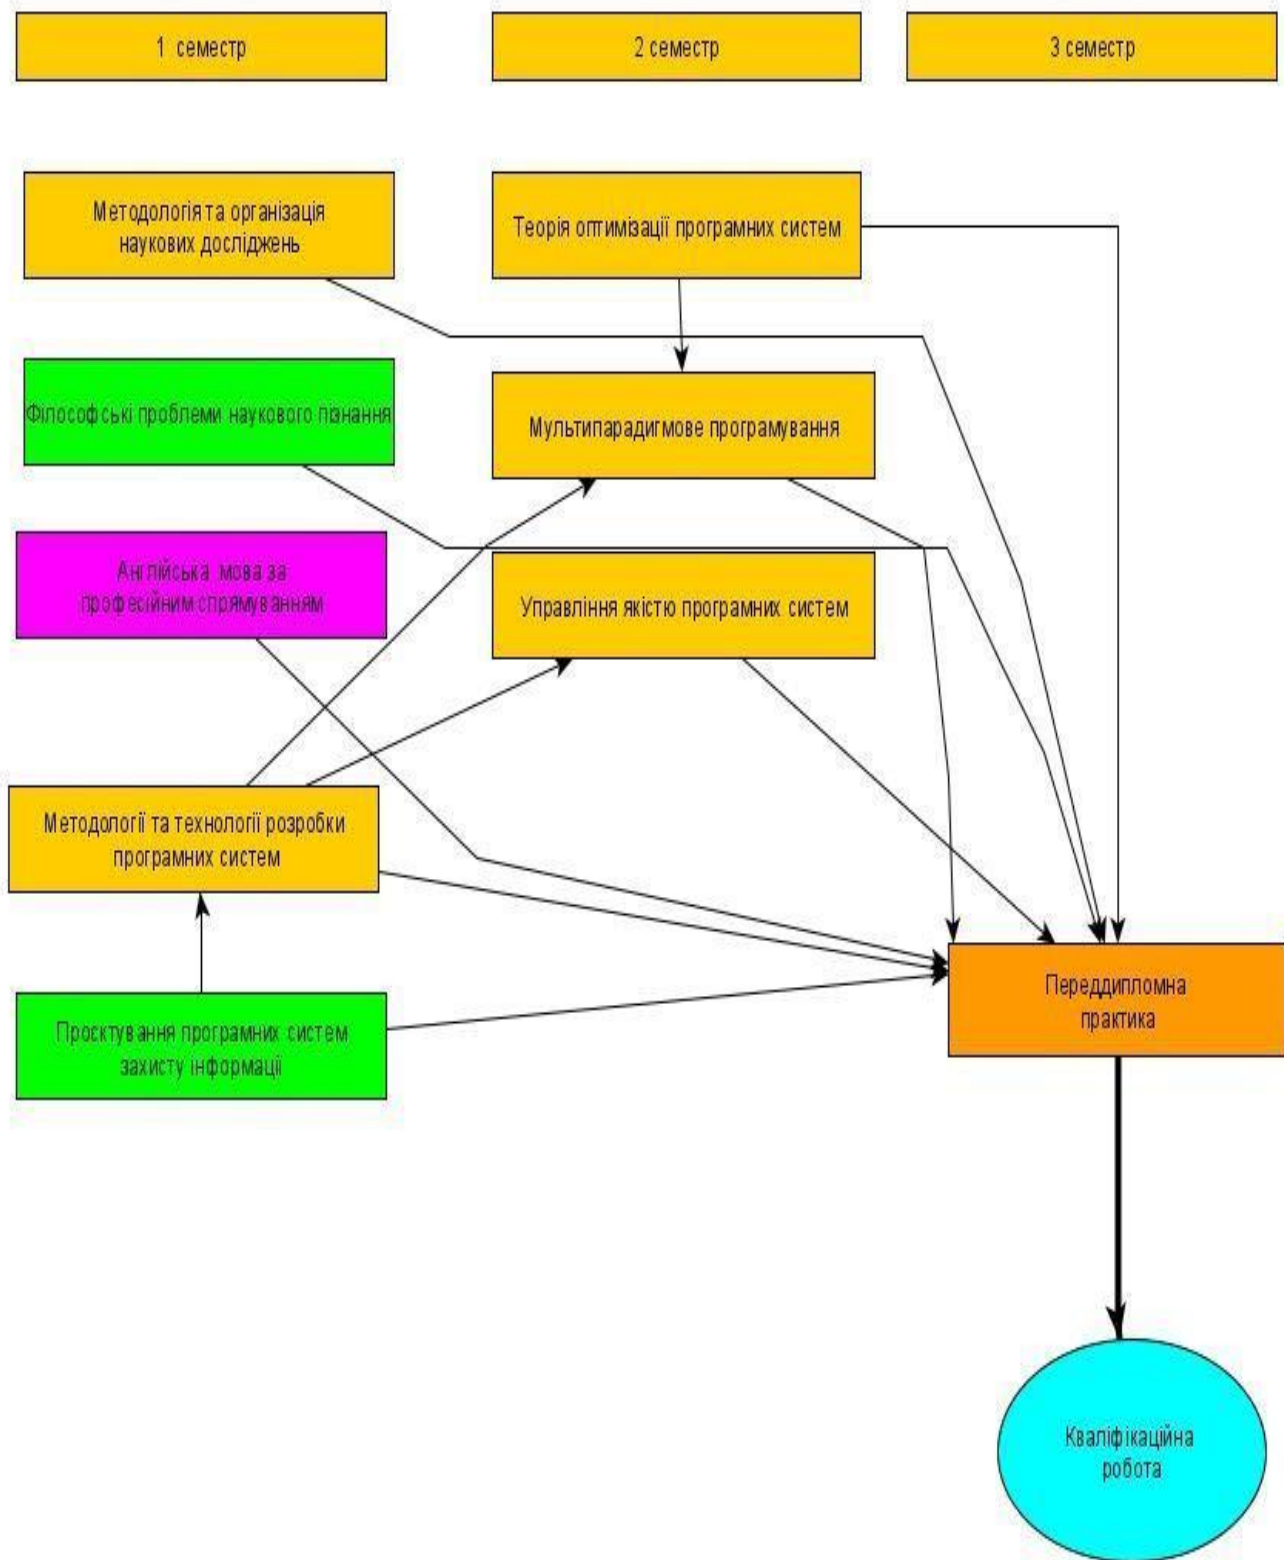 1 семестр
2 семестр
3 семестр
Методологія та організація
наукових досліджень
Теорія оптимізації програмних систем
Філософські проблеми наукового пізнання
Мультипарадигмове програмування
Англійська мова за
професійним спрямуванням
Управління якістю програмних систем
Методології та технології розробки
програмних систем
Проєктування програмних систем
захисту інформації
Переддипломна
практика
Кваліфікаційна
робота